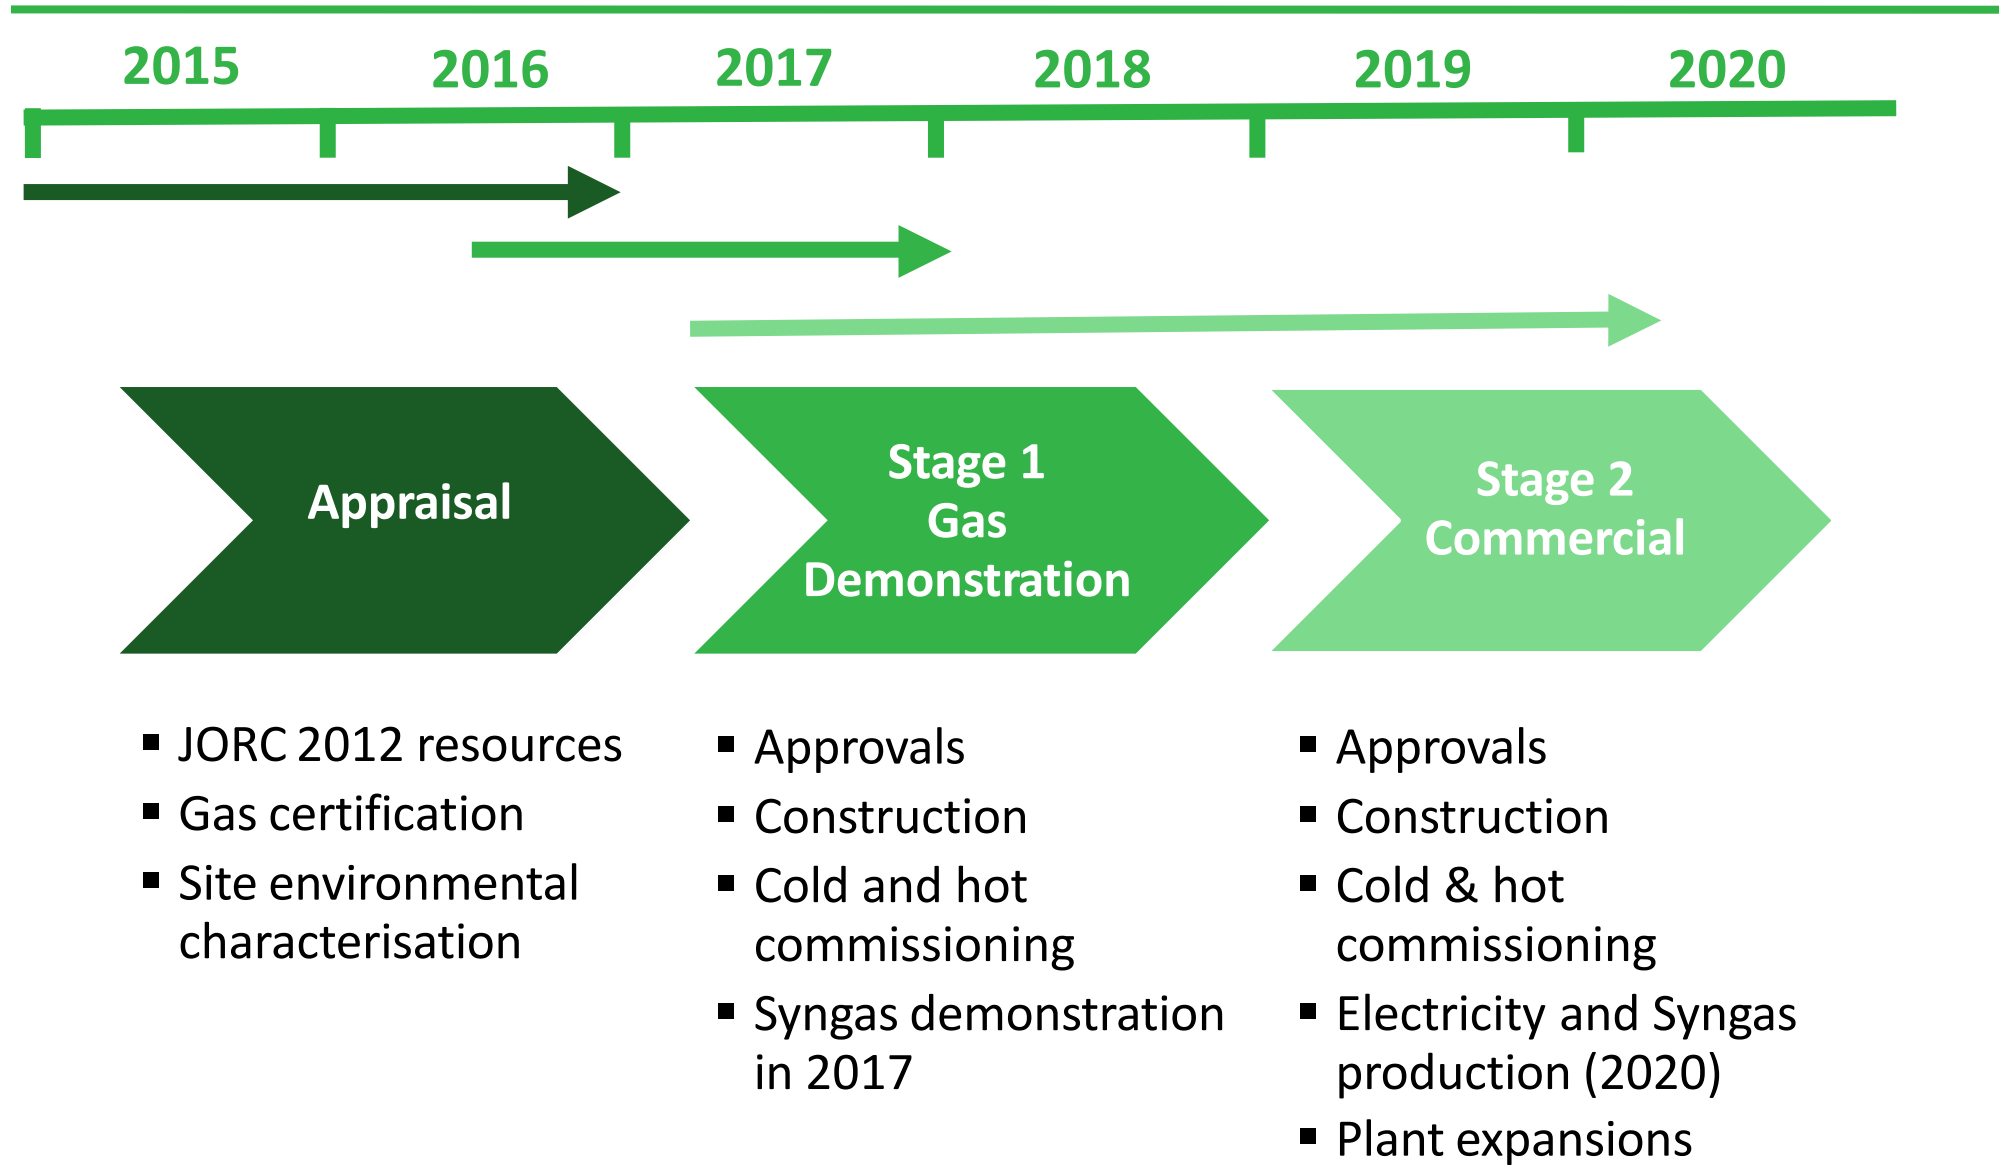 2015 2016 2017 2018 2019 2020
Appraisal
Stage 1
Gas
Demonstration
Stage 2
Commercial
▪ JORC 2012 resources
▪ Gas certification
▪ Site environmental
characterisation
▪ Approvals
▪ Construction
▪ Cold and hot
commissioning
▪ Syngas demonstration
in 2017
▪ Approvals
▪ Construction
▪ Cold & hot
commissioning
▪ Electricity and Syngas
production (2020)
▪ Plant expansions